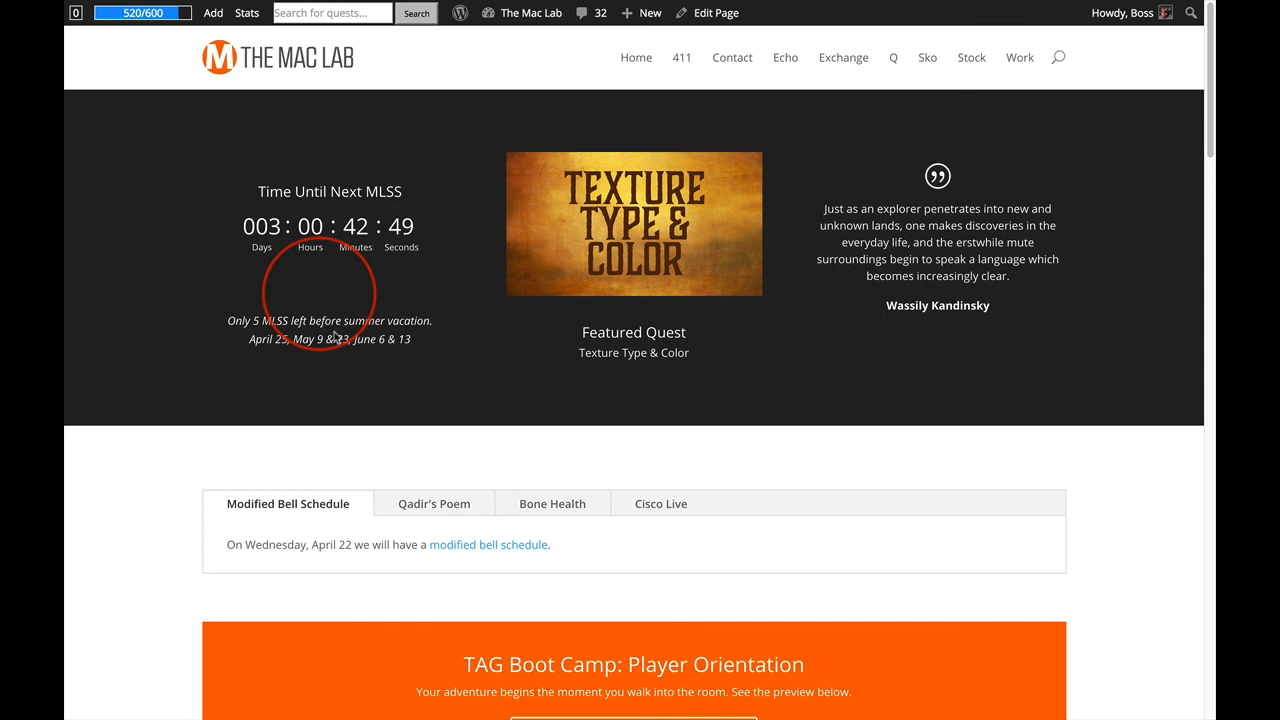 0 520/600 Add Stats Search for quests... Search The Mac Lab 32 New Edit Page Howdy, Boss
M THE MAC LAB
Home 411 Contact Echo Exchange Q Sko Stock Work
Time Until Next MLSS
003 : 00 : 42 : 49
Days Hours Minutes Seconds
Only 5 MLSS left before summer vacation.
April 25, May 9 & 23, June 6 & 13
TEXTURE
TYPE &
COLOR
Featured Quest
Texture Type & Color
Just as an explorer penetrates into new and
unknown lands, one makes discoveries in the
everyday life, and the erstwhile mute
surroundings begin to speak a language which
becomes increasingly clear.
Wassily Kandinsky
Modified Bell Schedule Qadir's Poem Bone Health Cisco Live
On Wednesday, April 22 we will have a modified bell schedule.
TAG Boot Camp: Player Orientation
Your adventure begins the moment you walk into the room. See the preview below.